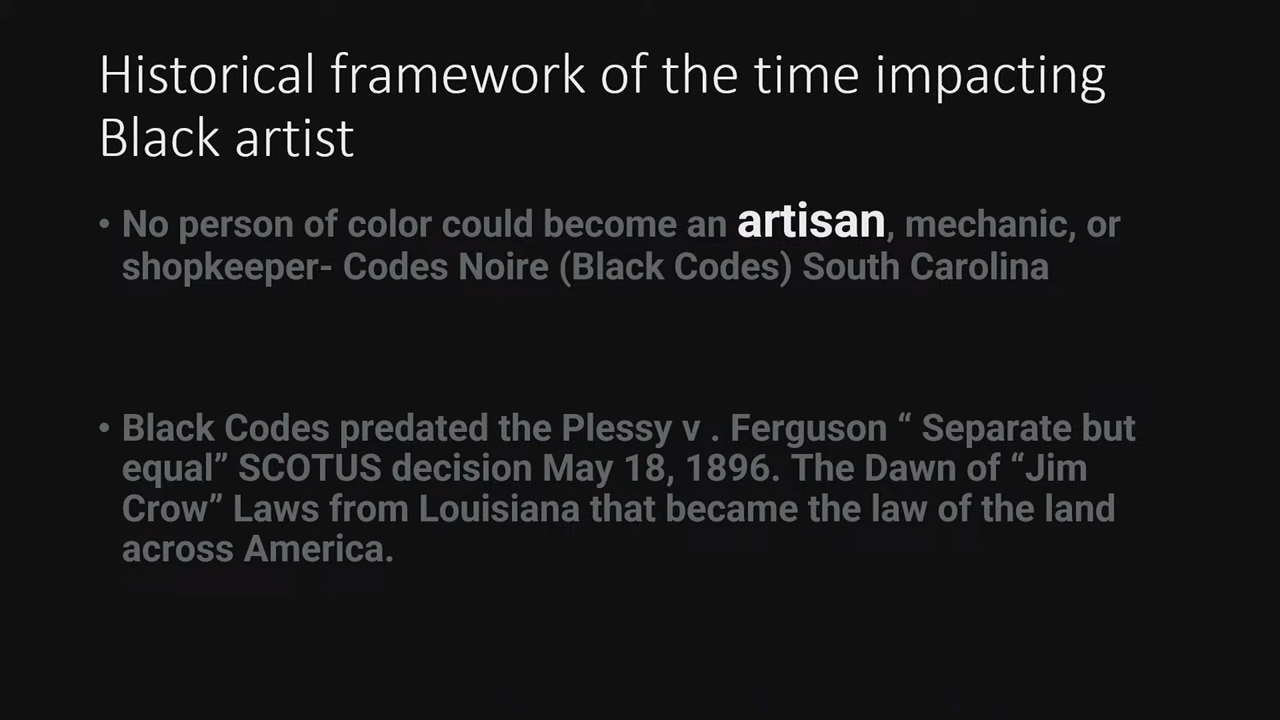 Historical framework of the time impacting
Black artist
• No person of color could become an artisan, mechanic, or
shopkeeper- Codes Noire (Black Codes) South Carolina
• Black Codes predated the Plessy v . Ferguson “ Separate but
equal” SCOTUS decision May 18, 1896. The Dawn of “Jim
Crow” Laws from Louisiana that became the law of the land
across America.